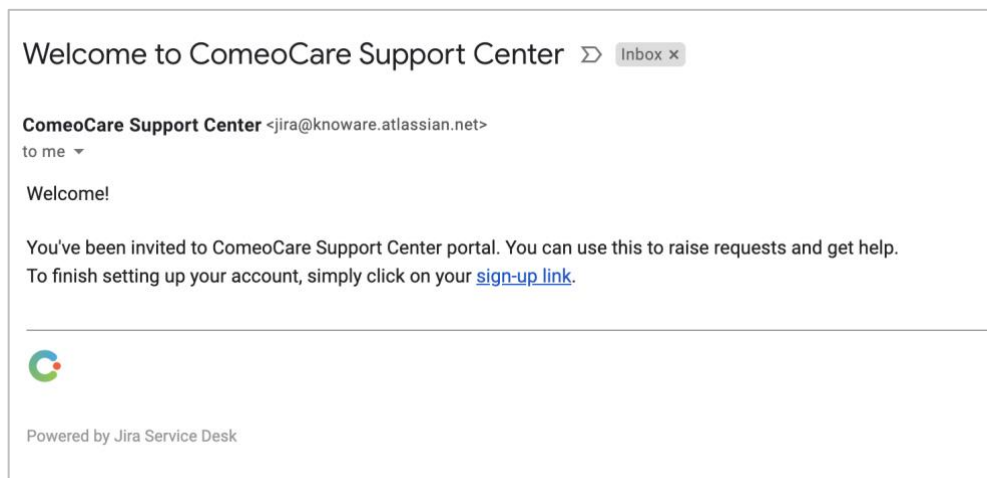 Welcome to ComeoCare Support Center Inbox ×
ComeoCare Support Center <jira@knoware.atlassian.net>
to me
Welcome!
You've been invited to ComeoCare Support Center portal. You can use this to raise requests and get help.
To finish setting up your account, simply click on your sign-up link.
Powered by Jira Service Desk